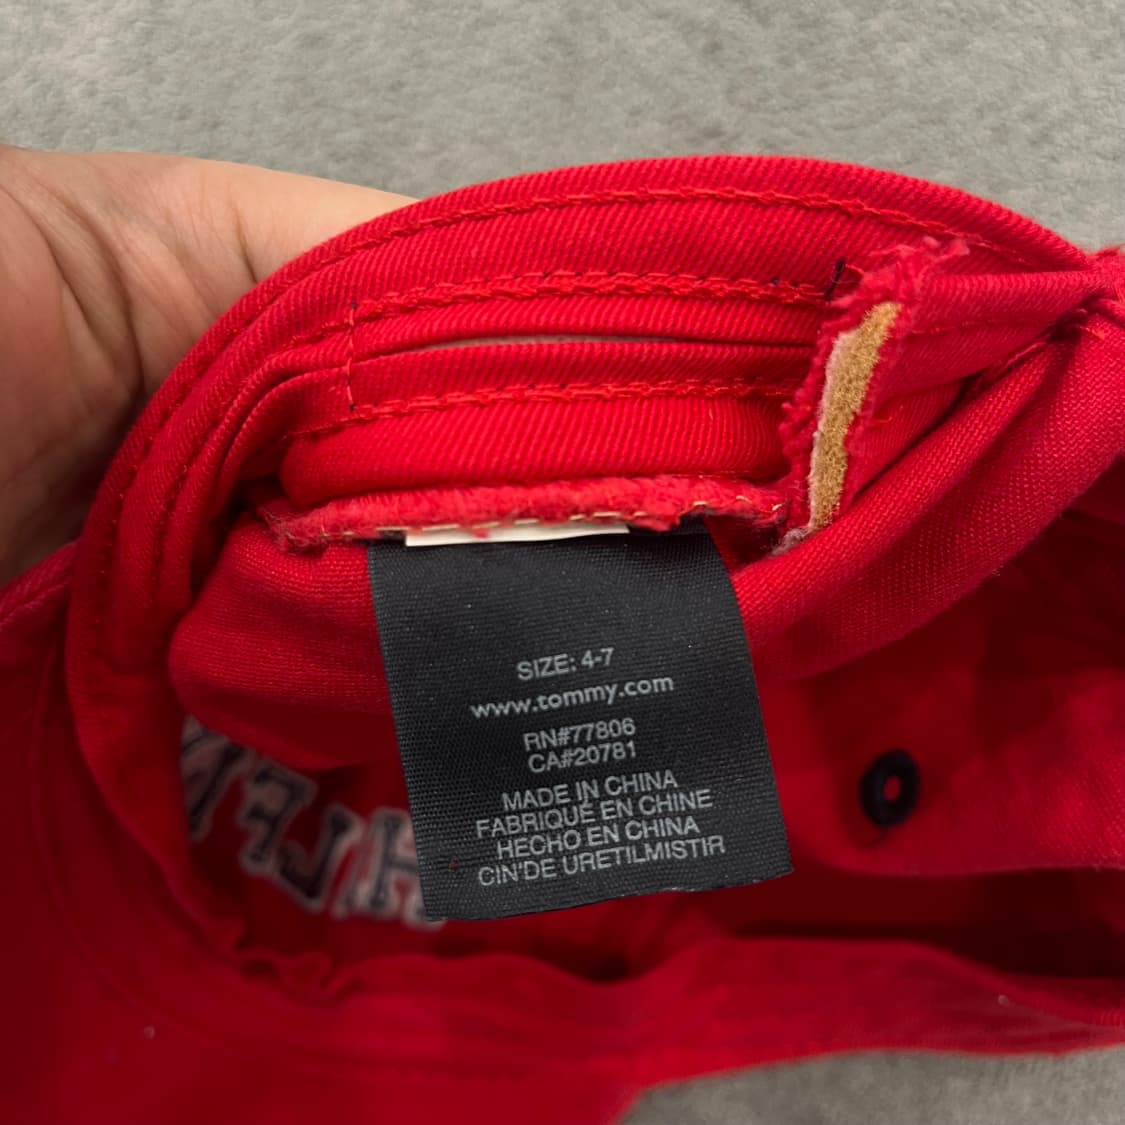 SIZE: 4-7
www.tommy.com
RN#77806
CA#20781
MADE IN CHINA
FABRIQUÉ EN CHINE
HECHO EN CHINA
CIN'DE URETILMISTIR